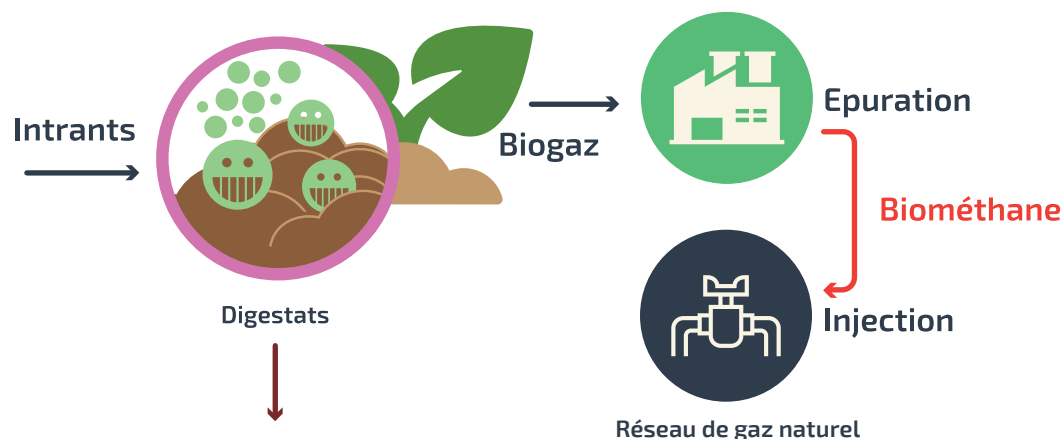 Intrants
Biogaz
Epuration
Biométhane
Digestats
Injection
Réseau de gaz naturel